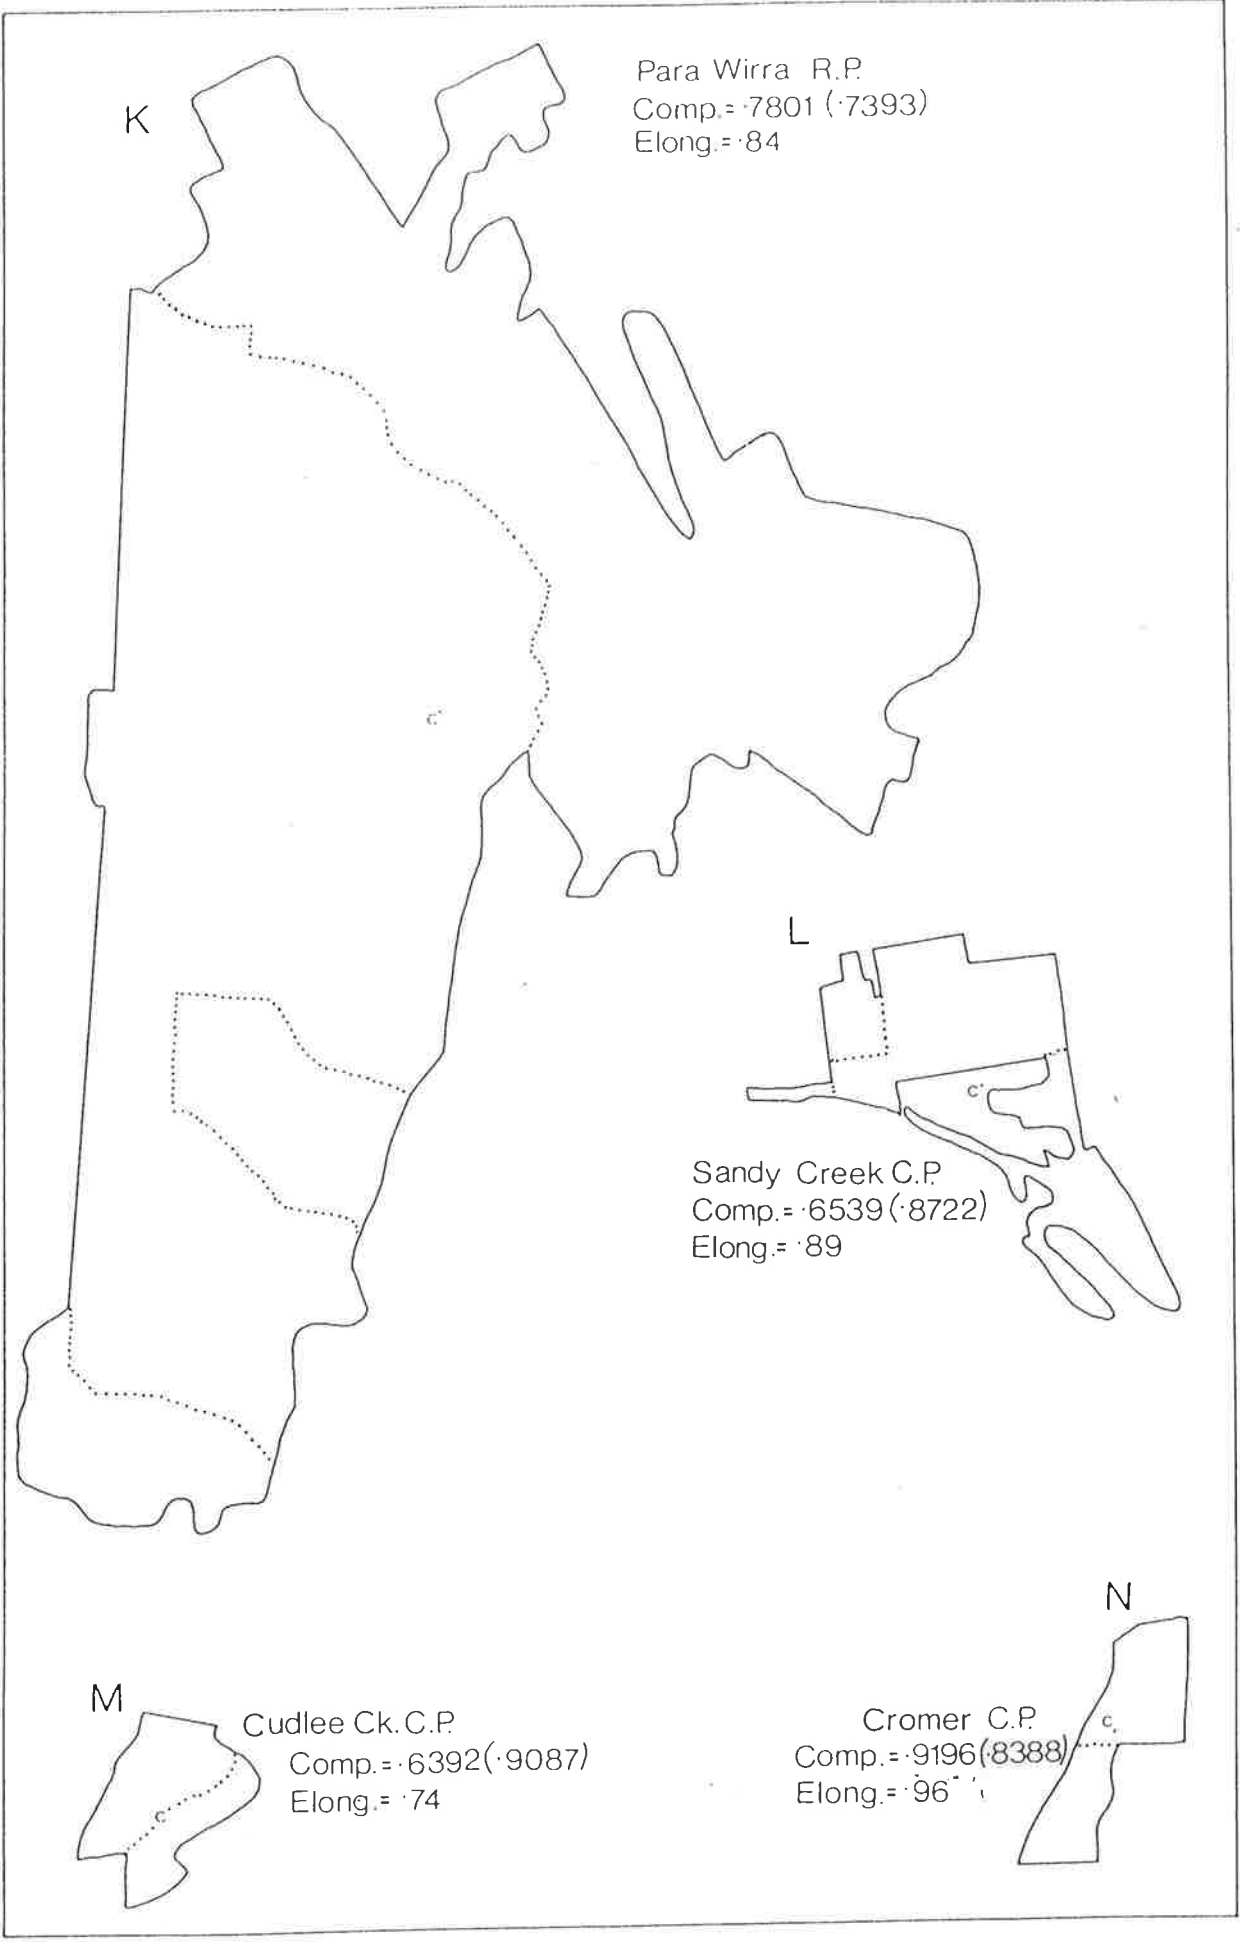 K
Para Wirra R.P.
Comp.= ·7801 (·7393)
Elong.= ·84
c
L
c
Sandy Creek C.P.
Comp.= ·6539 (·8722)
Elong.= ·89
N
M
Cudlee Ck. C.P.
Comp.= ·6392 (·9087)
Elong.= ·74
c
Cromer C.P.
Comp.= ·9196 (·8388)
Elong.= ·96
c